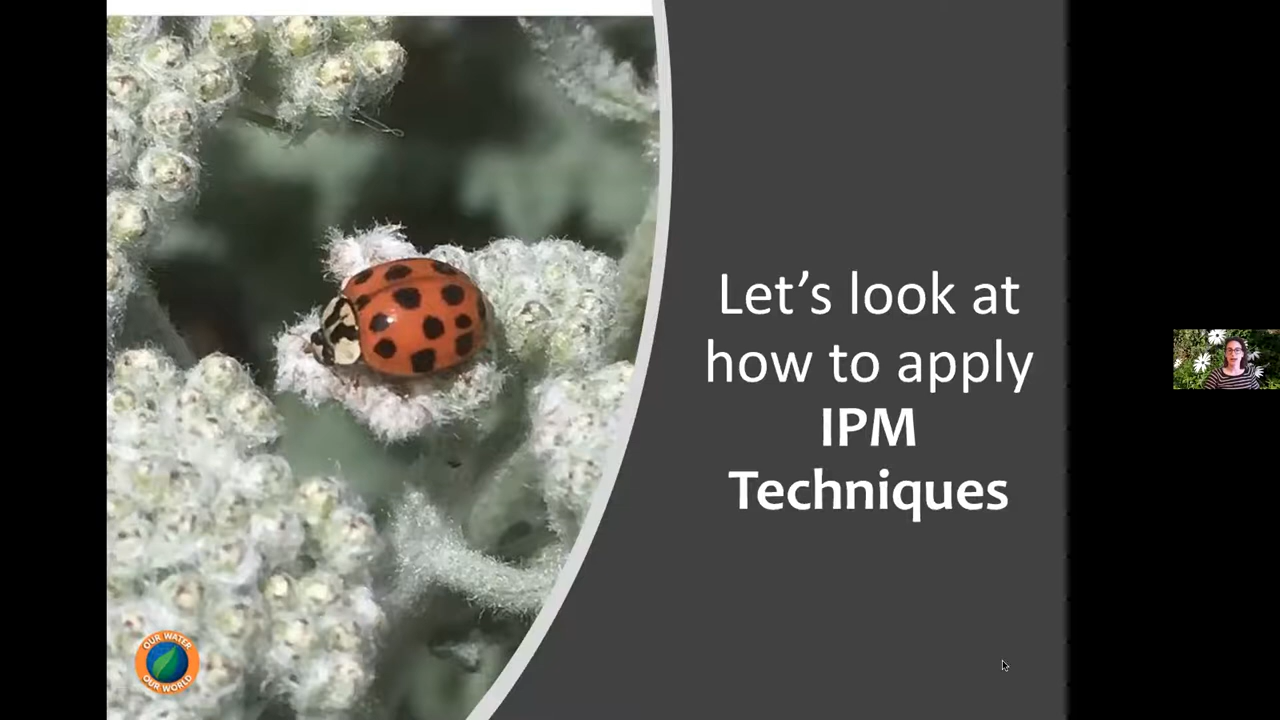 Let’s look at
how to apply
IPM
Techniques
OUR WATER
OUR WORLD